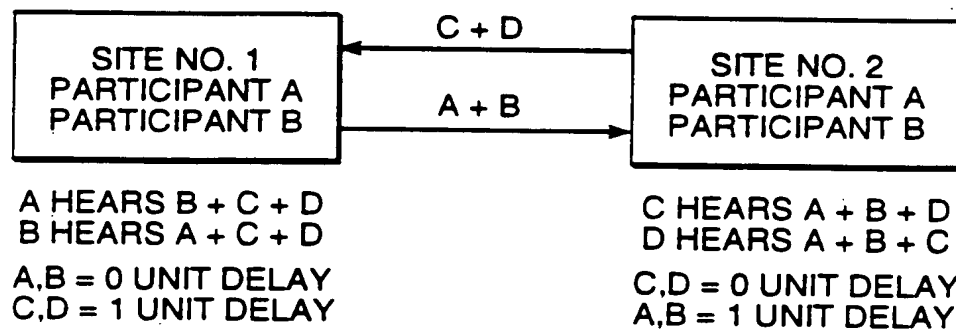 SITE NO. 1
PARTICIPANT A
PARTICIPANT B
C + D
A + B
SITE NO. 2
PARTICIPANT A
PARTICIPANT B
A HEARS B + C + D
B HEARS A + C + D
A,B = 0 UNIT DELAY
C,D = 1 UNIT DELAY
C HEARS A + B + D
D HEARS A + B + C
C,D = 0 UNIT DELAY
A,B = 1 UNIT DELAY